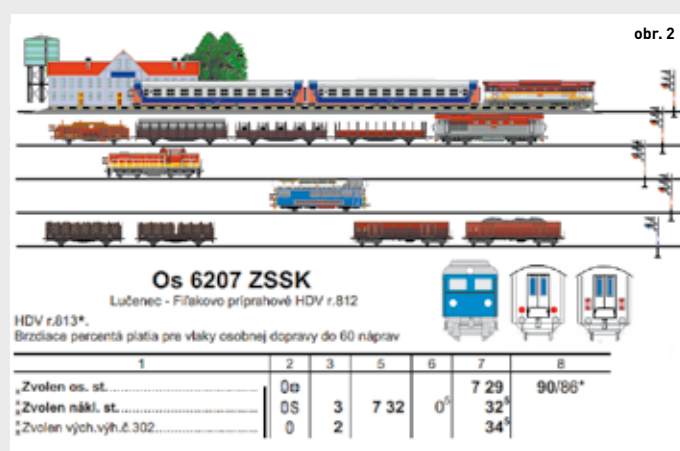 obr. 2
Os 6207 ZSSK
Lučenec - Fiľakovo príprahové HDV r.812
HDV r.813*.
Brzdiace percentá platia pre vlaky osobnej dopravy do 60 náprav
1 2 3 5 6 7 8
Zvolen os. st. 0¤ 7 29 90/86*
Zvolen nákl. st. 0S 3 7 32 0⁵ 32⁵
Zvolen vých.výh.č.302 0 2 34⁵